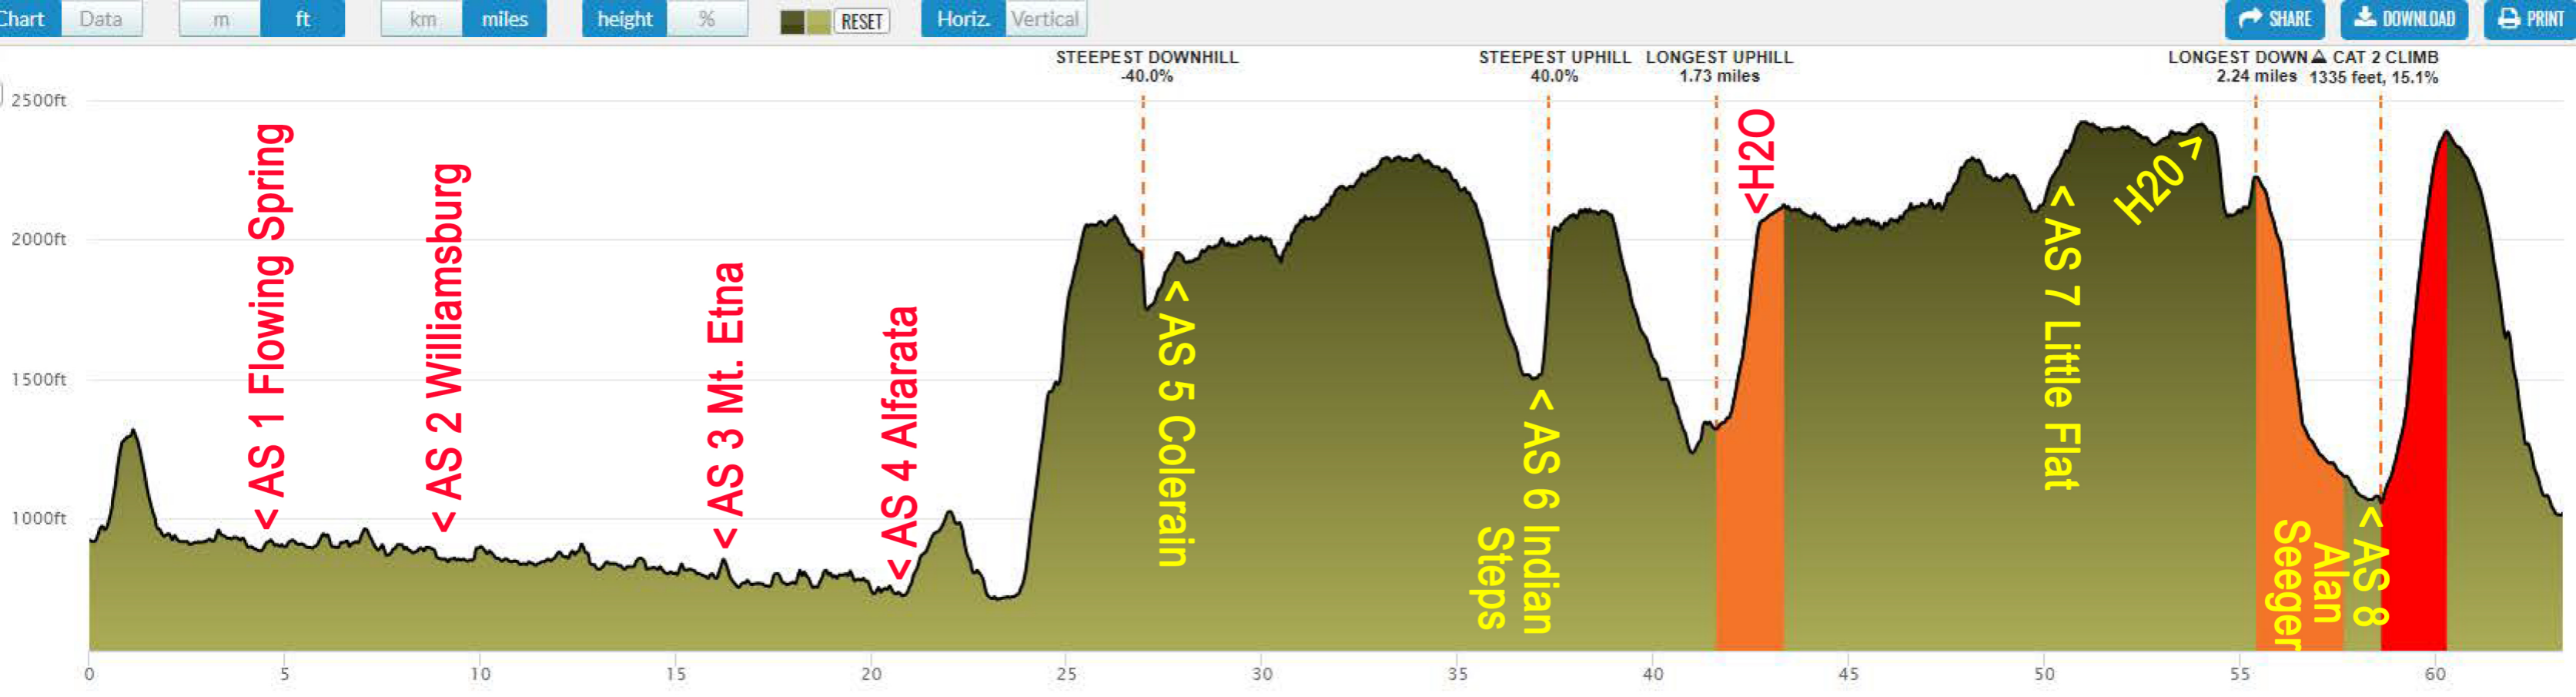 Chart Data m ft km miles height % RESET Horiz. Vertical SHARE DOWNLOAD PRINT
STEEPEST DOWNHILL
-40.0%
STEEPEST UPHILL
40.0%
LONGEST UPHILL
1.73 miles
LONGEST DOWN
2.24 miles
CAT 2 CLIMB
1335 feet, 15.1%
2500ft
2000ft
1500ft
1000ft
< AS 1 Flowing Spring
< AS 2 Williamsburg
< AS 3 Mt. Etna
< AS 4 Alfarata
< AS 5 Colerain
< AS 6 Indian
Steps
<H2O
< AS 7 Little Flat
H20 >
< AS 8
Alan
Seeger
0 5 10 15 20 25 30 35 40 45 50 55 60